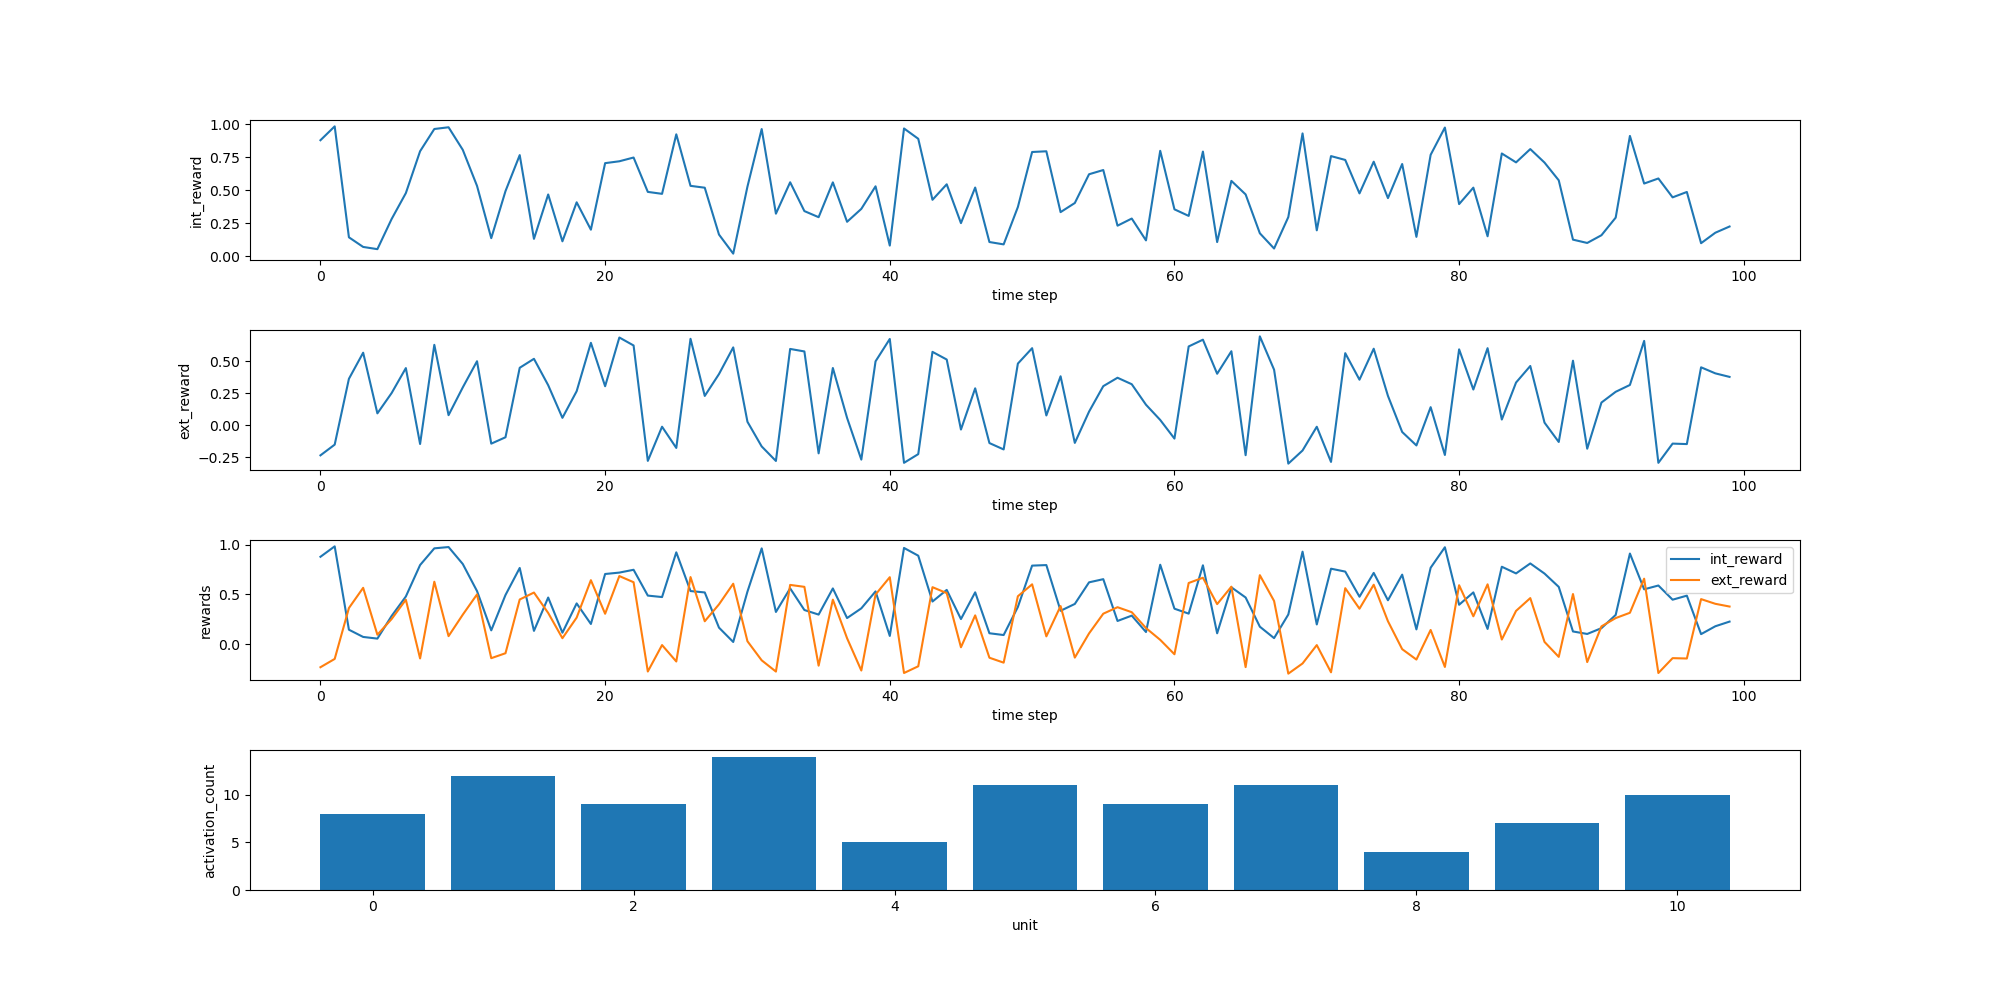 1.00
0.75
0.50
0.25
0.00
int_reward
0 20 40 60 80 100
time step
0.50
0.25
0.00
−0.25
ext_reward
0 20 40 60 80 100
time step
1.0
0.5
0.0
rewards
int_reward
ext_reward
0 20 40 60 80 100
time step
10
5
0
activation_count
0 2 4 6 8 10
unit